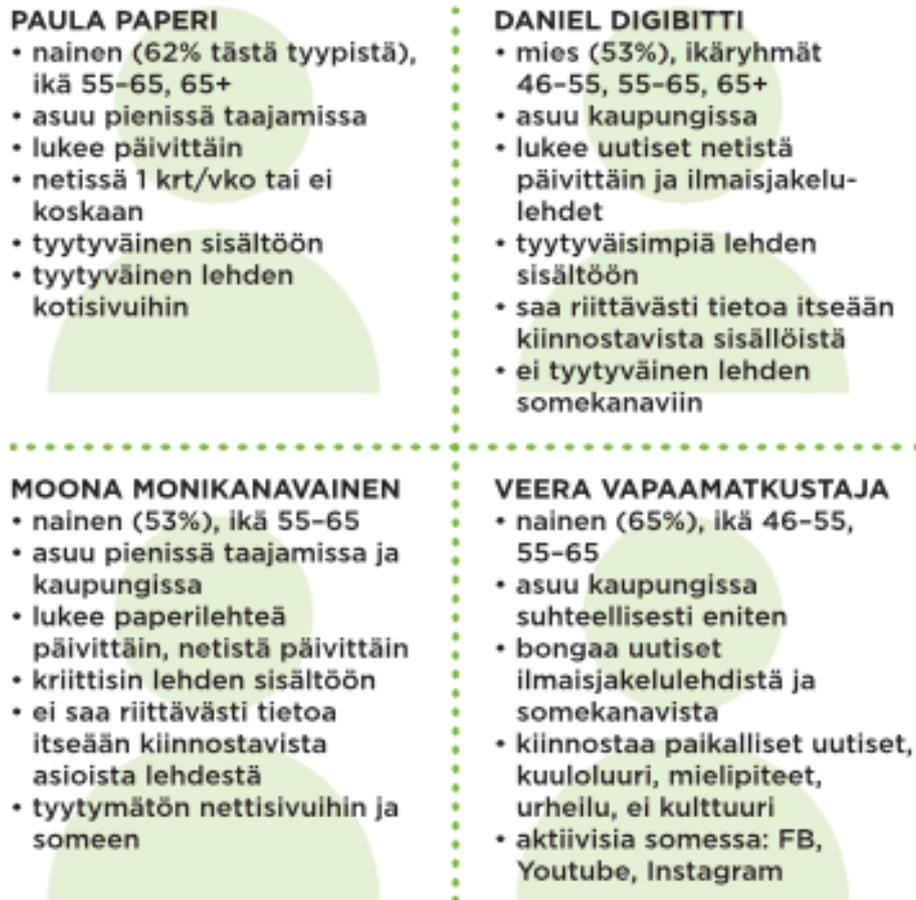 PAULA PAPERI
• nainen (62% tästä tyypistä),
ikä 55–65, 65+
• asuu pienissä taajamissa
• lukee päivittäin
• netissä 1 krt/vko tai ei
koskaan
• tyytyväinen sisältöön
• tyytyväinen lehden
kotisivuihin
DANIEL DIGIBITTI
• mies (53%), ikäryhmät
46–55, 55–65, 65+
• asuu kaupungissa
• lukee uutiset netistä
päivittäin ja ilmaisjakelu-
lehdet
• tyytyväisimpiä lehden
sisältöön
• saa riittävästi tietoa itseään
kiinnostavista sisällöistä
• ei tyytyväinen lehden
somekanaviin
MOONA MONIKANAVAINEN
• nainen (53%), ikä 55–65
• asuu pienissä taajamissa ja
kaupungissa
• lukee paperilehteä
päivittäin, netistä päivittäin
• kriittisin lehden sisältöön
• ei saa riittävästi tietoa
itseään kiinnostavista
asioista lehdestä
• tyytymätön nettisivuihin ja
someen
VEERA VAPAAMATKUSTAJA
• nainen (65%), ikä 46–55,
55–65
• asuu kaupungissa
suhteellisesti eniten
• bongaa uutiset
ilmaisjakelulehdistä ja
somekanavista
• kiinnostaa paikalliset uutiset,
kuuloluuri, mielipiteet,
urheilu, ei kulttuuri
• aktiivisia somessa: FB,
Youtube, Instagram